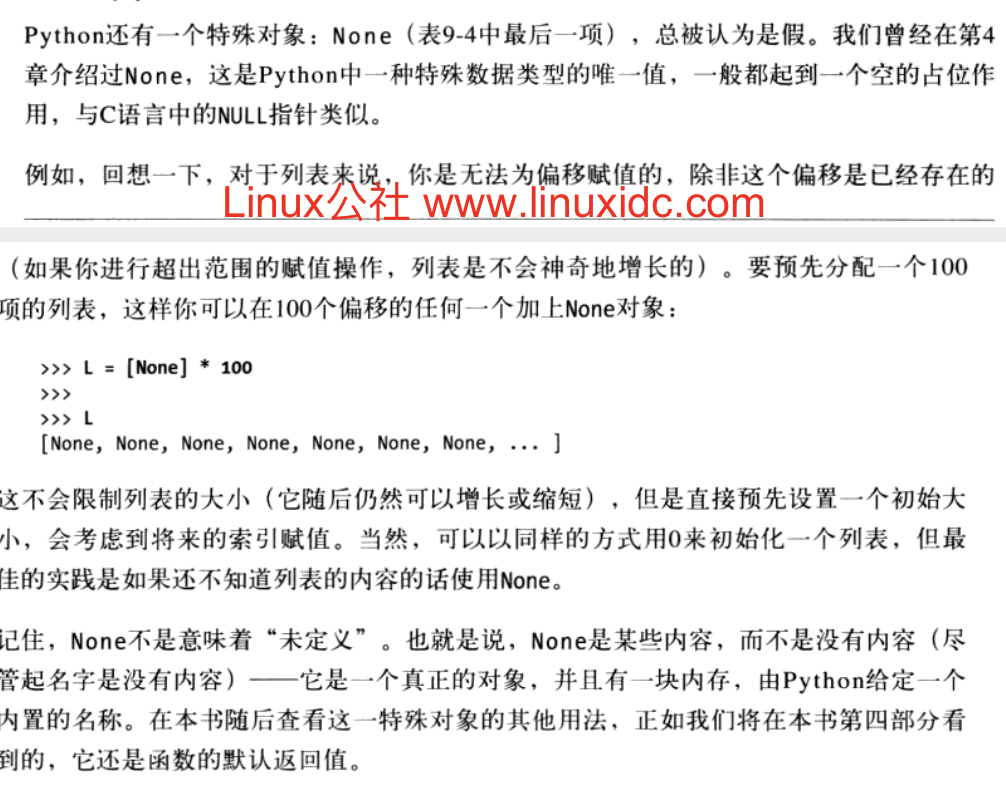 Python还有一个特殊对象：None（表9-4中最后一项），总被认为是假。我们曾经在第4
章介绍过None，这是Python中一种特殊数据类型的唯一值，一般都起到一个空的占位作
用，与C语言中的NULL指针类似。
例如，回想一下，对于列表来说，你是无法为偏移赋值的，除非这个偏移是已经存在的
Linux公社 www.linuxidc.com
（如果你进行超出范围的赋值操作，列表是不会神奇地增长的）。要预先分配一个100
项的列表，这样你可以在100个偏移的任何一个加上None对象：
>>> L = [None] * 100
>>>
>>> L
[None, None, None, None, None, None, None, ... ]
这不会限制列表的大小（它随后仍然可以增长或缩短），但是直接预先设置一个初始大
小，会考虑到将来的索引赋值。当然，可以以同样的方式用0来初始化一个列表，但最
佳的实践是如果还不知道列表的内容的话使用None。
记住，None不是意味着“未定义”。也就是说，None是某些内容，而不是没有内容（尽
管起名字是没有内容）——它是一个真正的对象，并且有一块内存，由Python给定一个
内置的名称。在本书随后查看这一特殊对象的其他用法，正如我们将在本书第四部分看
到的，它还是函数的默认返回值。